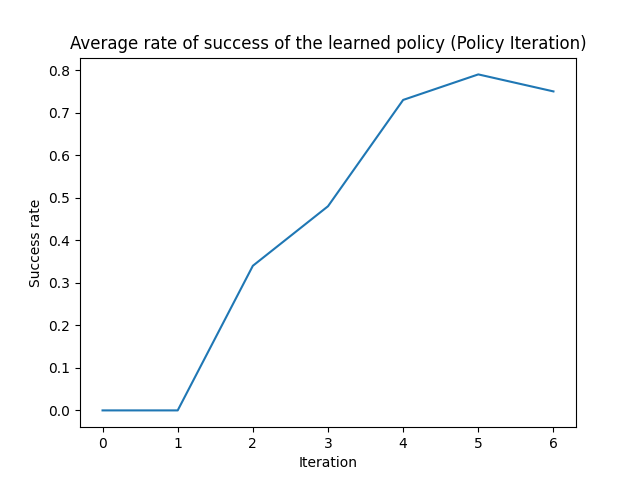 Average rate of success of the learned policy (Policy Iteration)
0.8
0.7
0.6
0.5
0.4
0.3
0.2
0.1
0.0
Success rate
0 1 2 3 4 5 6
Iteration